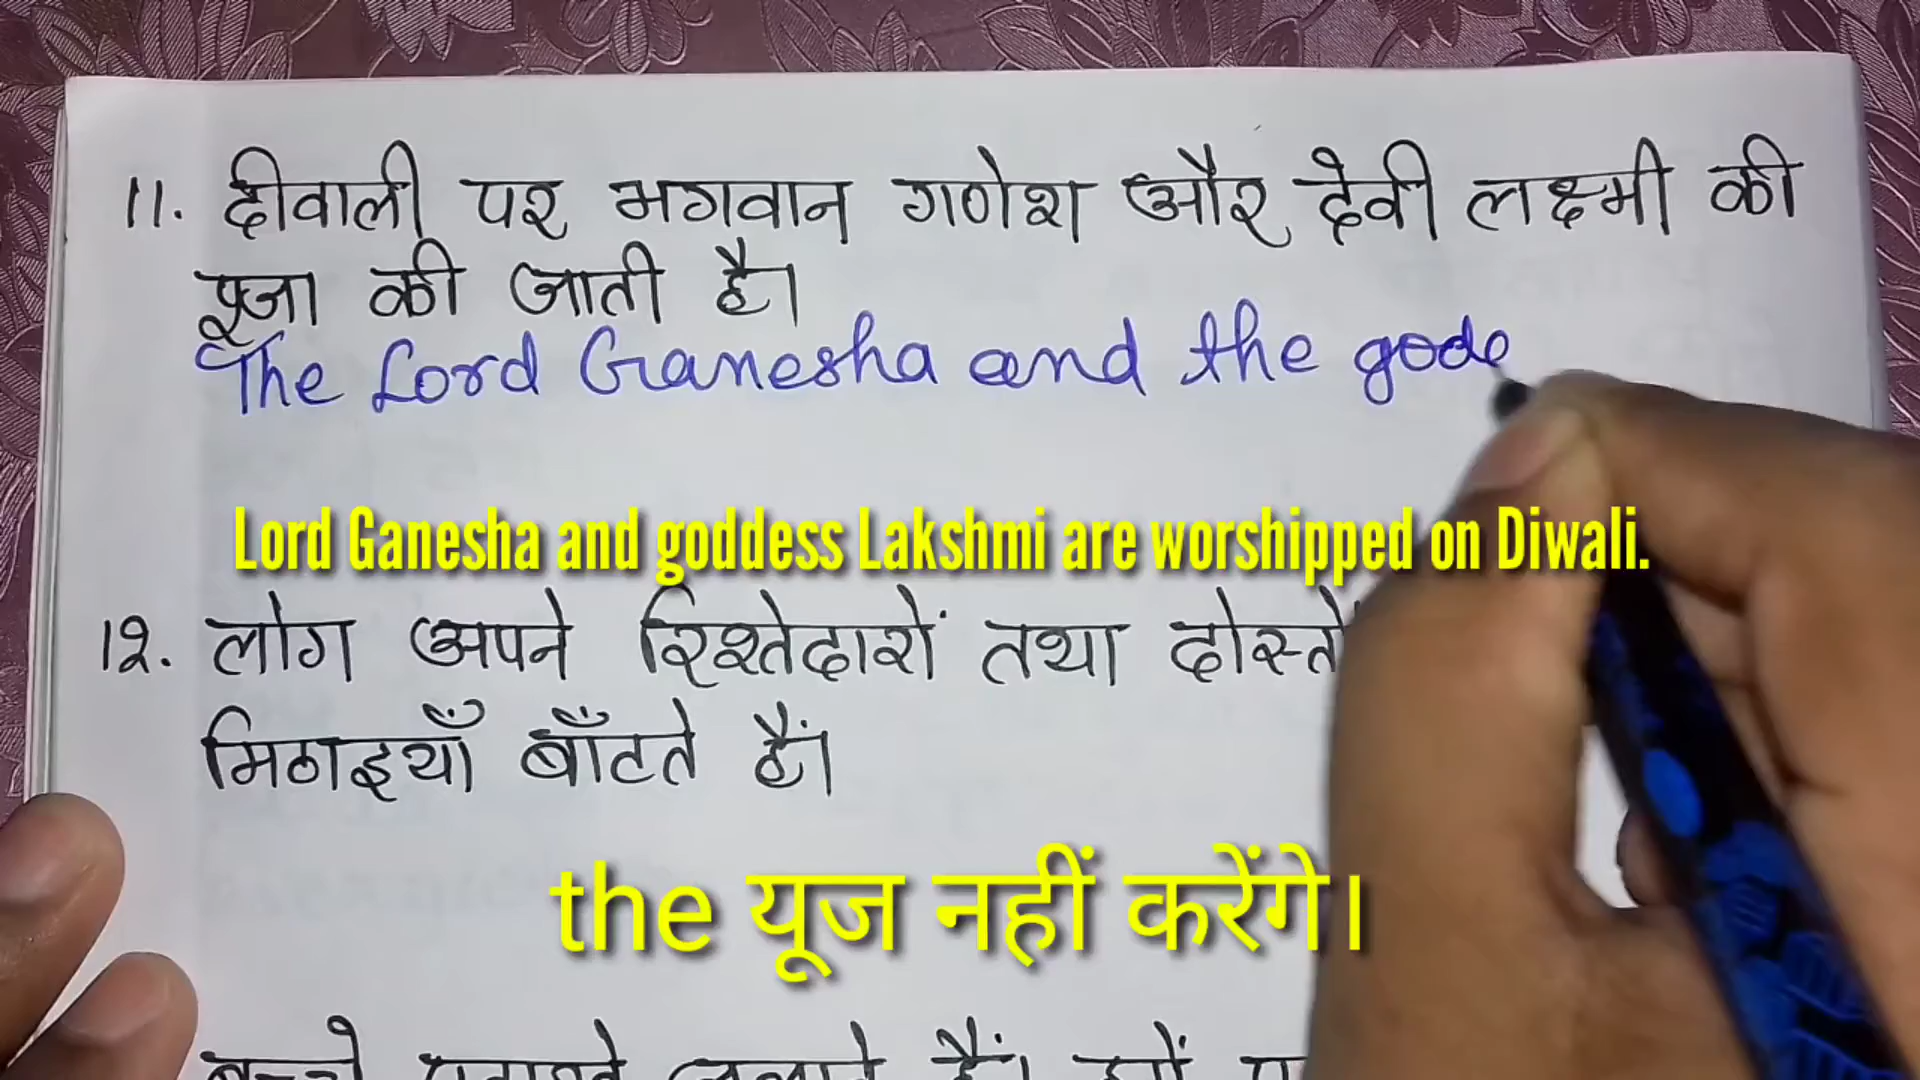 11. दीवाली पर भगवान गणेश और देवी लक्ष्मी की
पूजा की जाती है।
The Lord Ganesha and the gode
Lord Ganesha and goddess Lakshmi are worshipped on Diwali.
12. लोग अपने रिश्तेदारों तथा दोस्तों
मिठाइयाँ बाँटते हैं।
the यूज नहीं करेंगे।